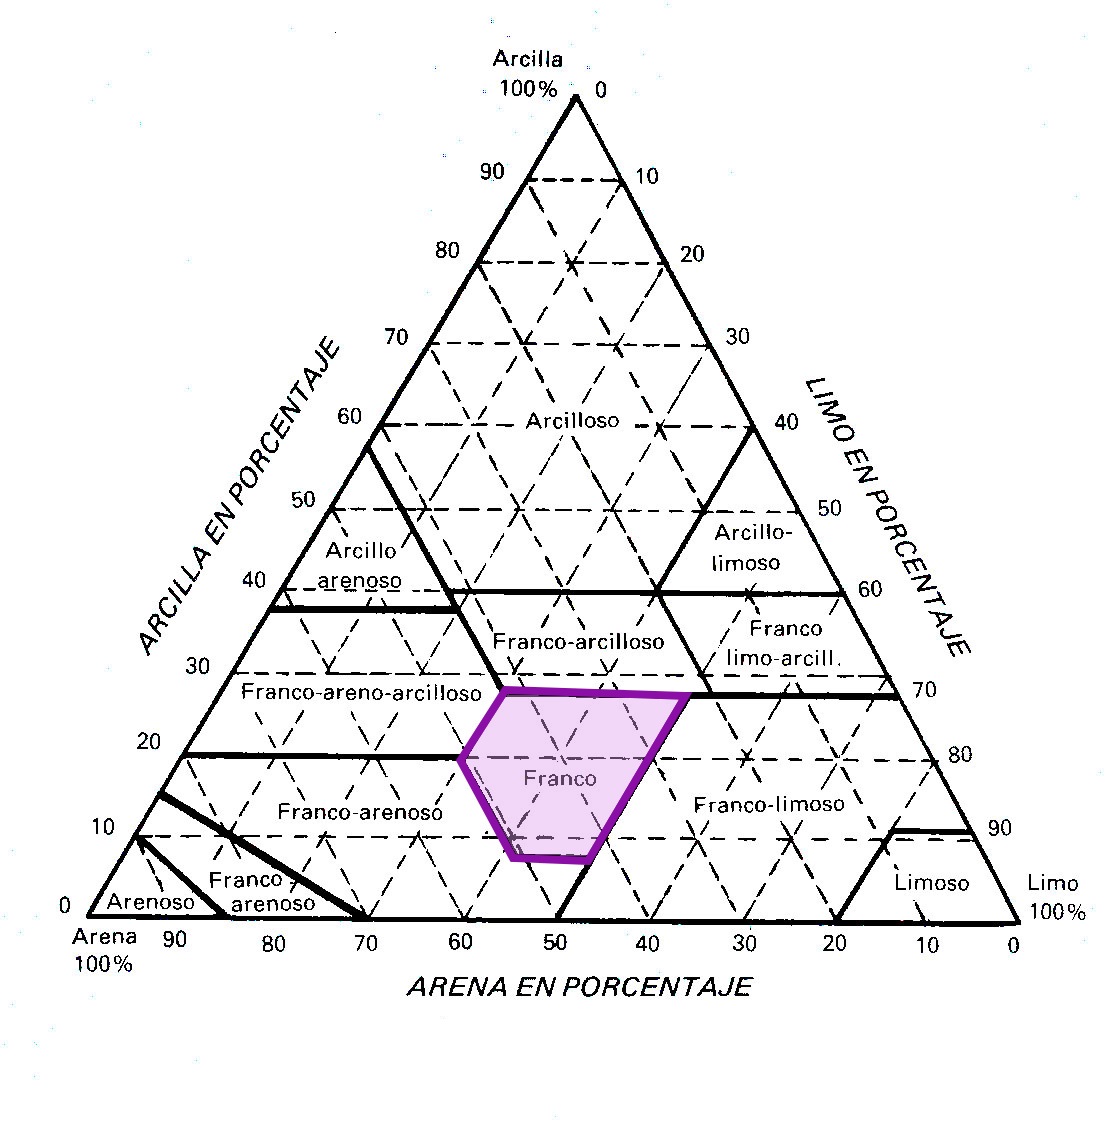 Arcilla
100% 0
90 10
80 20
70 30
60 40
Arcilloso
50 50
ARCILLA EN PORCENTAJE
LIMO EN PORCENTAJE
Arcillo
arenoso
Arcillo-
limoso
40 60
Franco-arcilloso
Franco
limo-arcill.
30 70
Franco-areno-arcilloso
20 80
Franco
Franco-arenoso
Franco-limoso
10 90
Arenoso
Franco
arenoso
Limoso
0
Limo
100%
Arena
100%
90 80 70 60 50 40 30 20 10 0
ARENA EN PORCENTAJE